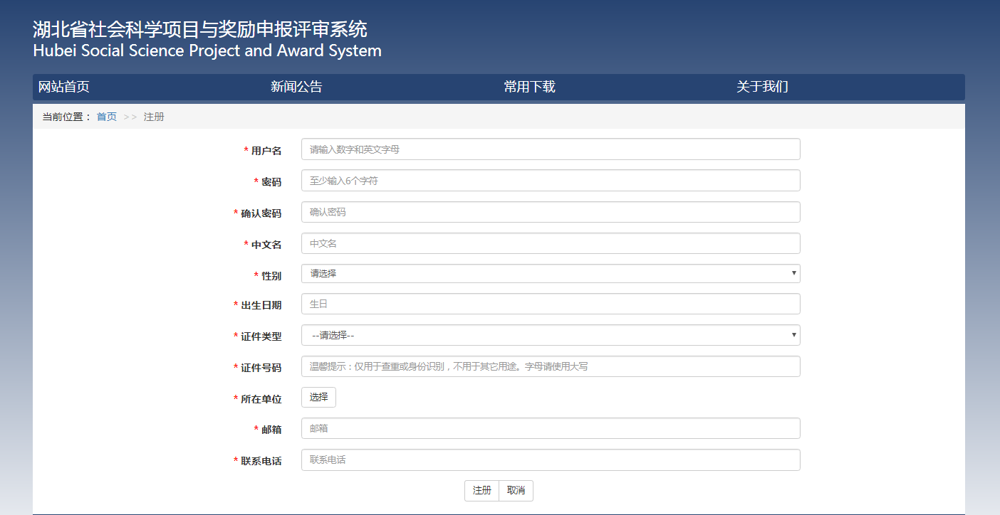 湖北省社会科学项目与奖励申报评审系统
Hubei Social Science Project and Award System
网站首页 新闻公告 常用下载 关于我们
当前位置： 首页 >> 注册
* 用户名 请输入数字和英文字母
* 密码 至少输入6个字符
* 确认密码 确认密码
* 中文名 中文名
* 性别 请选择
* 出生日期 生日
* 证件类型 --请选择--
* 证件号码 温馨提示：仅用于查重或身份识别，不用于其它用途。字母请使用大写
* 所在单位 选择
* 邮箱 邮箱
* 联系电话 联系电话
注册 取消